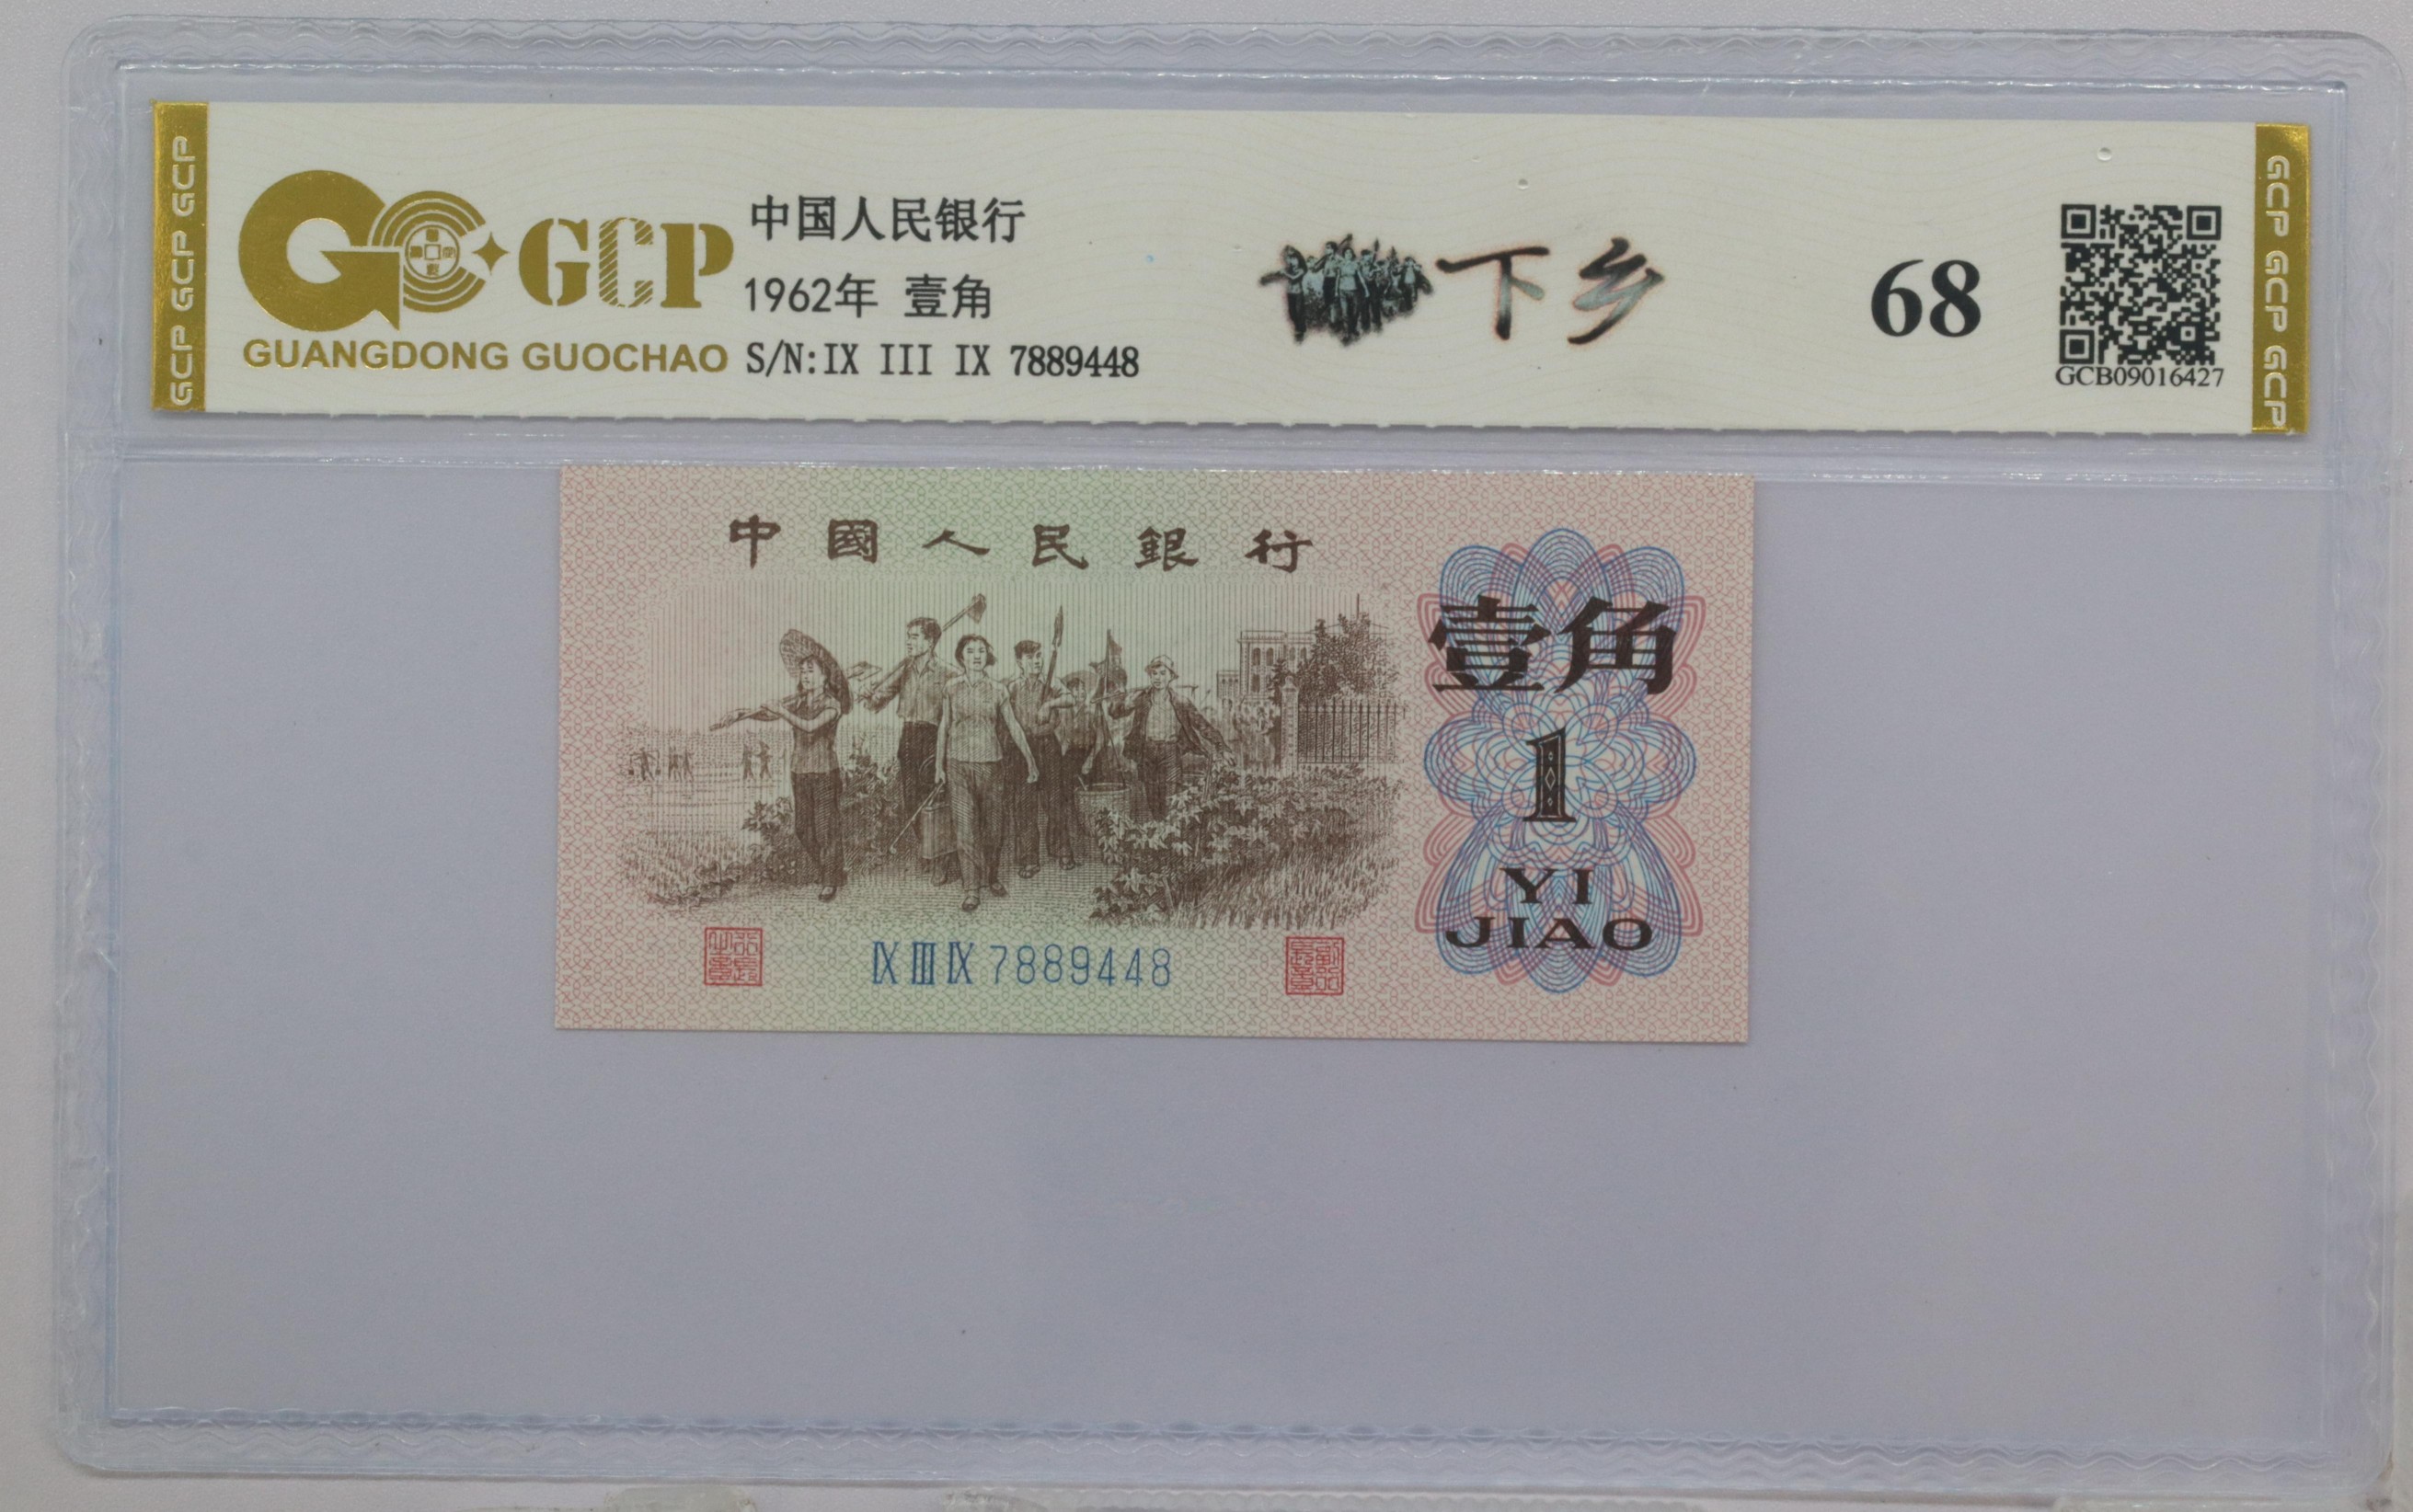 GCP GCP GCP
GCP
GUANGDONG GUOCHAO
中国人民银行
1962年 壹角
S/N:IX III IX 7889448
下乡
68
GCB09016427
GCP GCP GCP
中國人民銀行
壹角
1
YI
JIAO
IX III IX 7889448